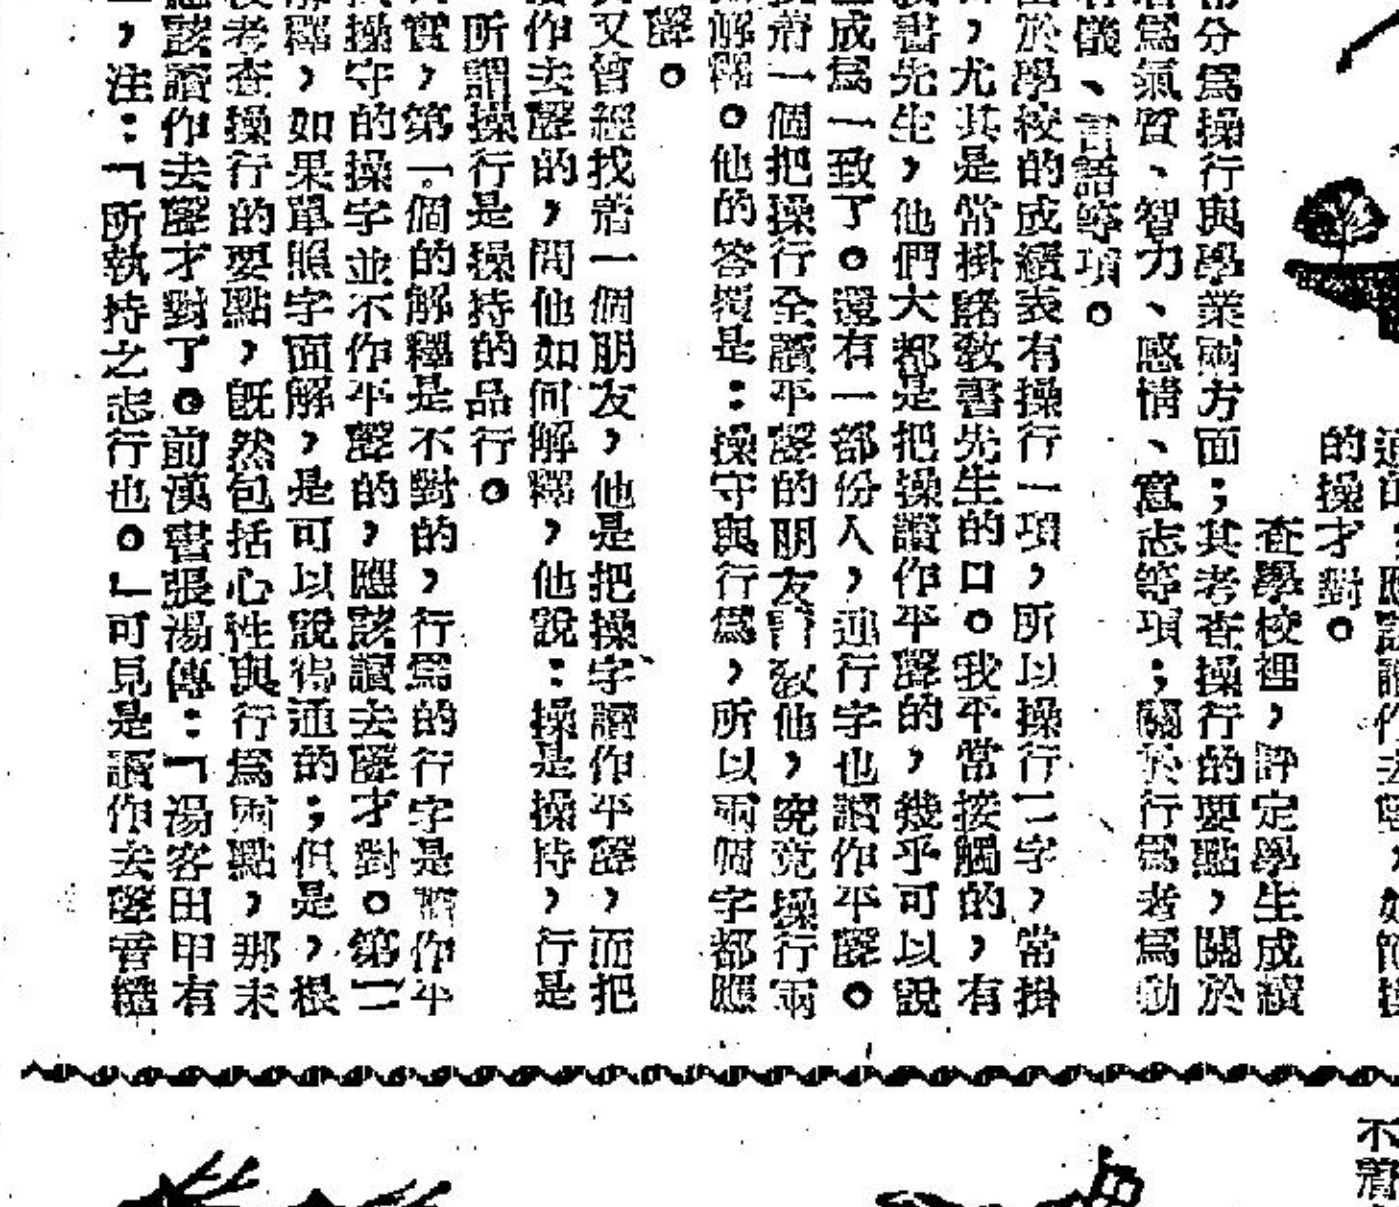 的操才對。
查學校裡，評定學生成績
分爲操行與學業兩方面；其考查操行的要點，關於
爲氣質、智力、感情、意志等項；關於行爲者爲動
儀、言語等項。
於學校的成績表有操行一項，所以操行二字，常掛
，尤其是常掛諸敎書先生的口。我平常接觸的，有
書先生，他們大都是把操讀作平聲的，幾乎可以說
成爲一致了。還有一部份人，連行字也讀作平聲。
着一個把操行全讀平聲的朋友請敎他，究竟操行兩
解釋。他的答覆是：操守與行爲，所以兩個字都應
聲。
又曾經找着一個朋友，他是把操字讀作平聲，而把
作去聲的，問他如何解釋，他說：操是操持，行是
所謂操行是操持的品行。
實，第一個的解釋是不對的，行爲的行字是讀作平
操守的操字並不作平聲的，應該讀去聲才對。第二
解釋，如果單照字面解，是可以說得通的；但是，根
考查操行的要點，旣然包括心性與行爲兩點，那末
應該讀作去聲才對了。前漢書張湯傳：「湯客田甲有
，注：「所執持之志行也。」可見是讀作去聲音
不着